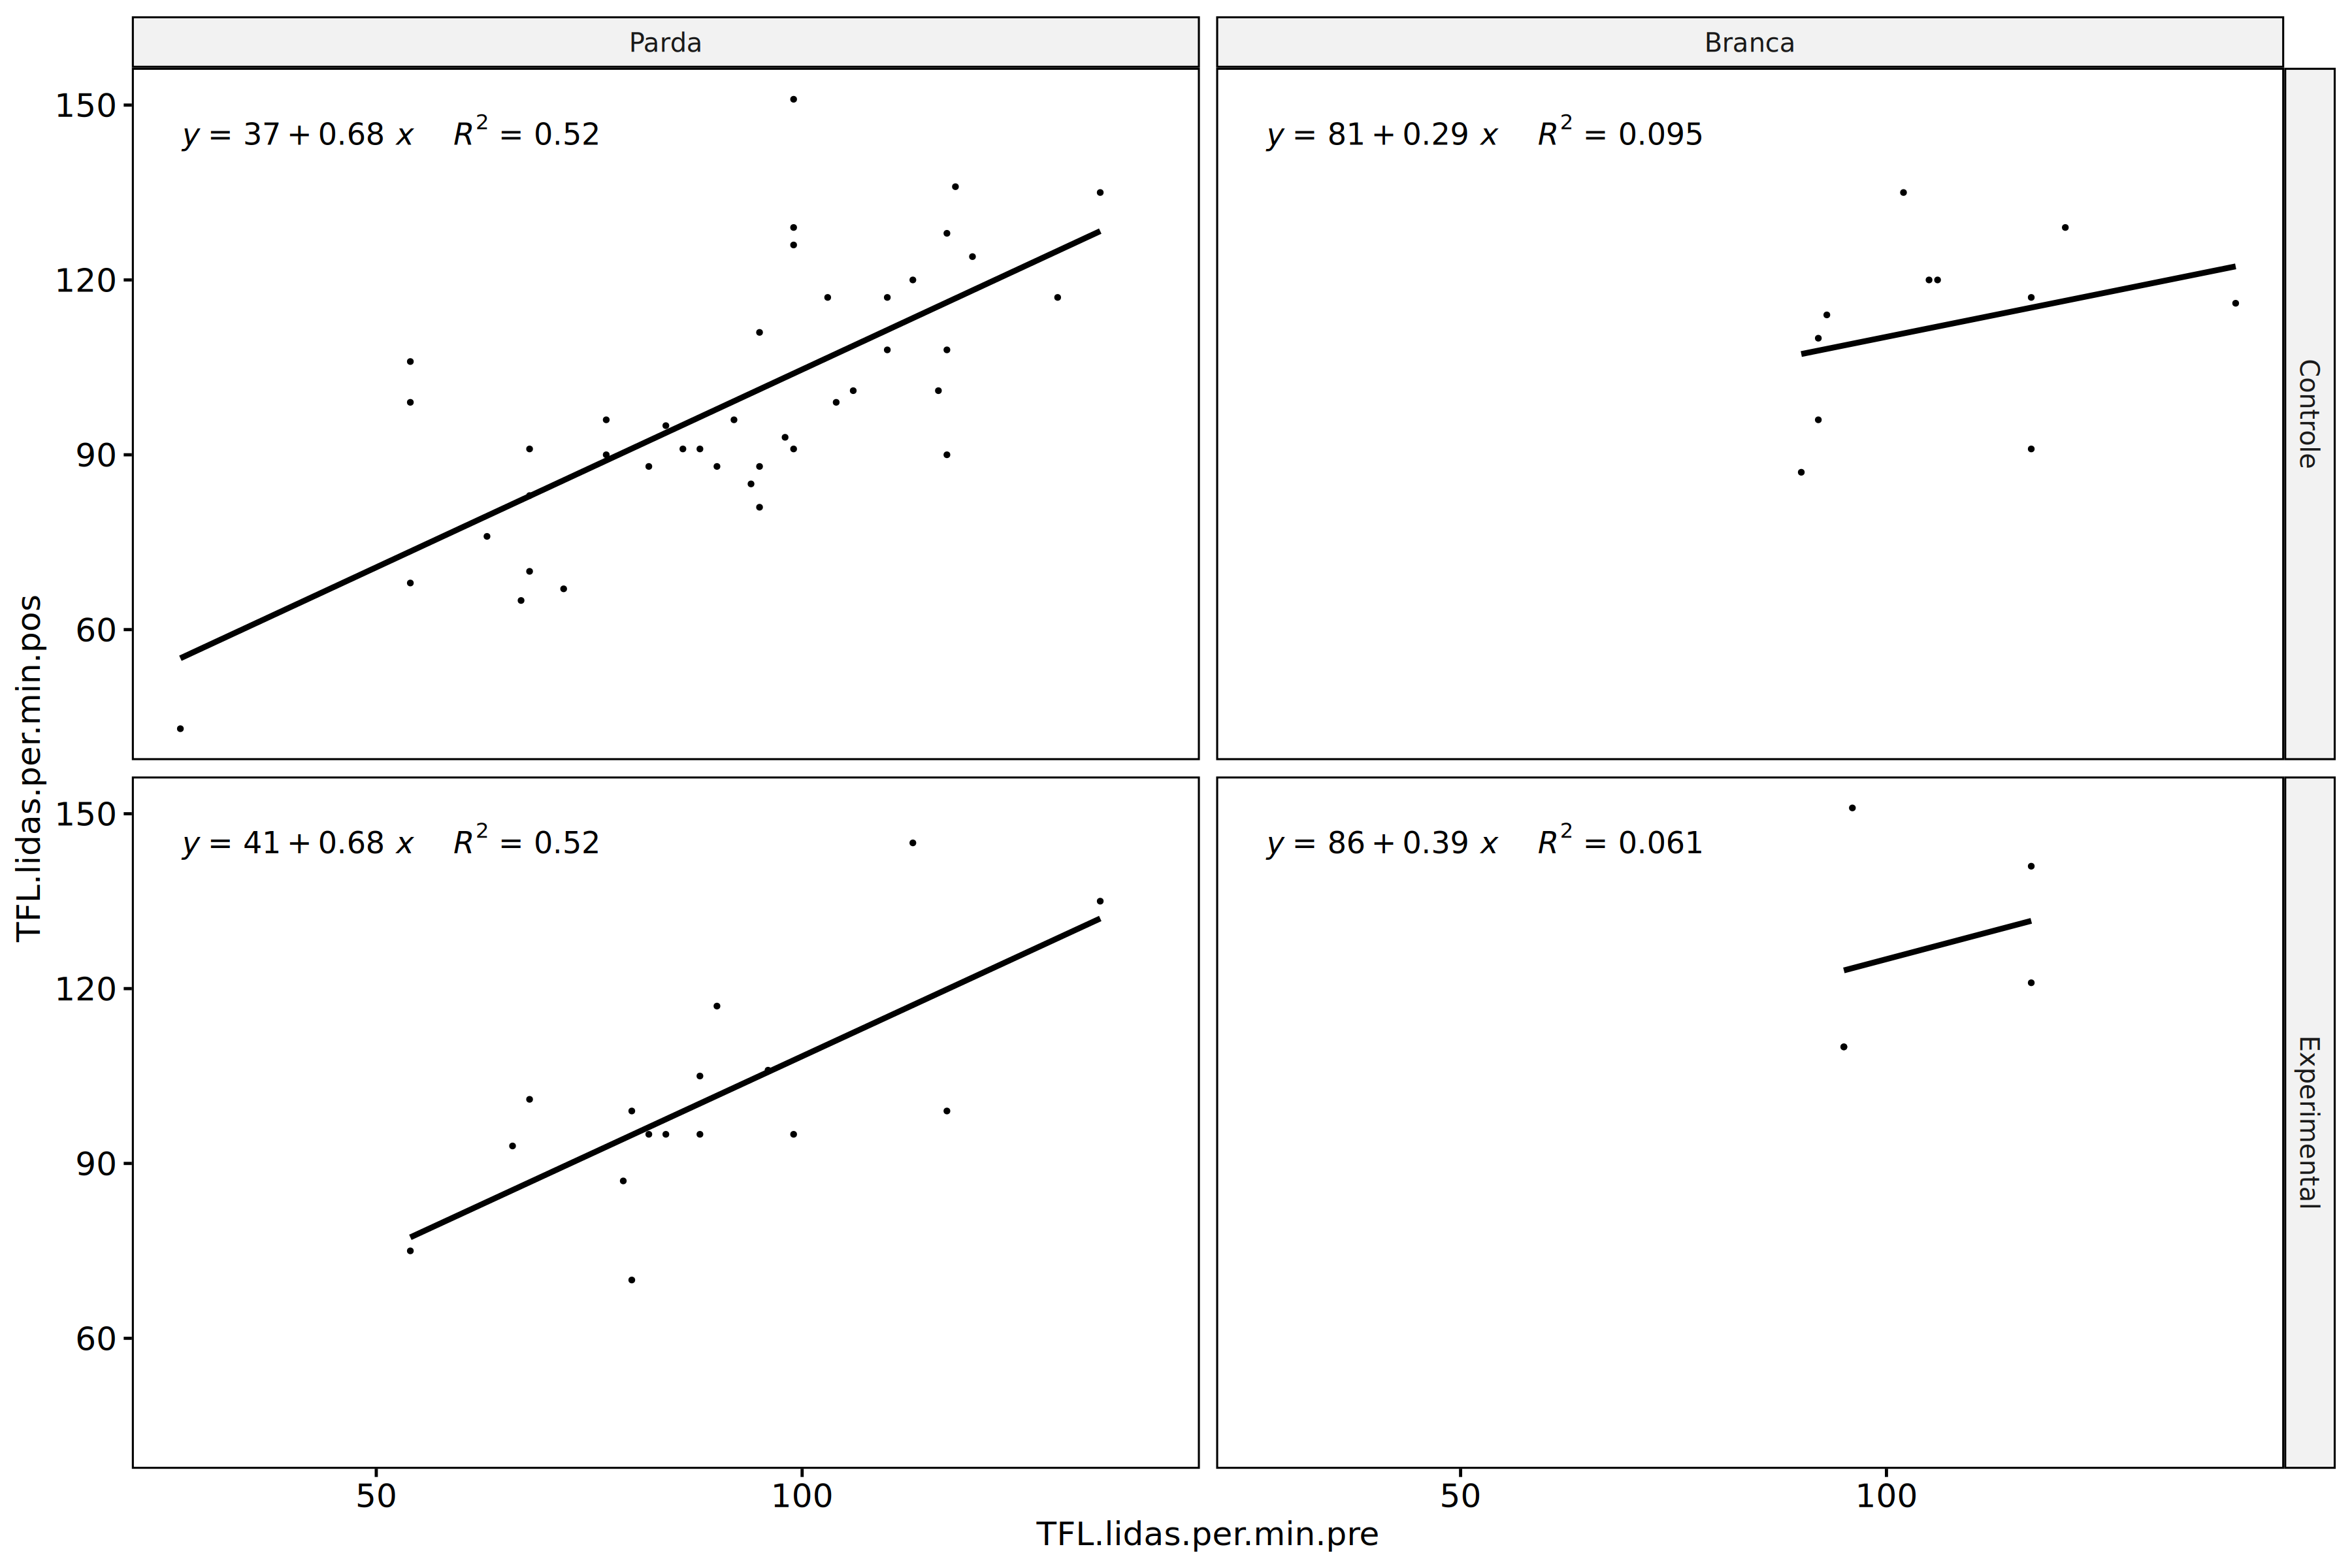 Parda
Branca
150
120
90
60
y = 37 + 0.68 x R² = 0.52
y = 81 + 0.29 x R² = 0.095
Controle
TFL.lidas.per.min.pos
150
120
90
60
y = 41 + 0.68 x R² = 0.52
y = 86 + 0.39 x R² = 0.061
Experimental
50 100
50 100
TFL.lidas.per.min.pre